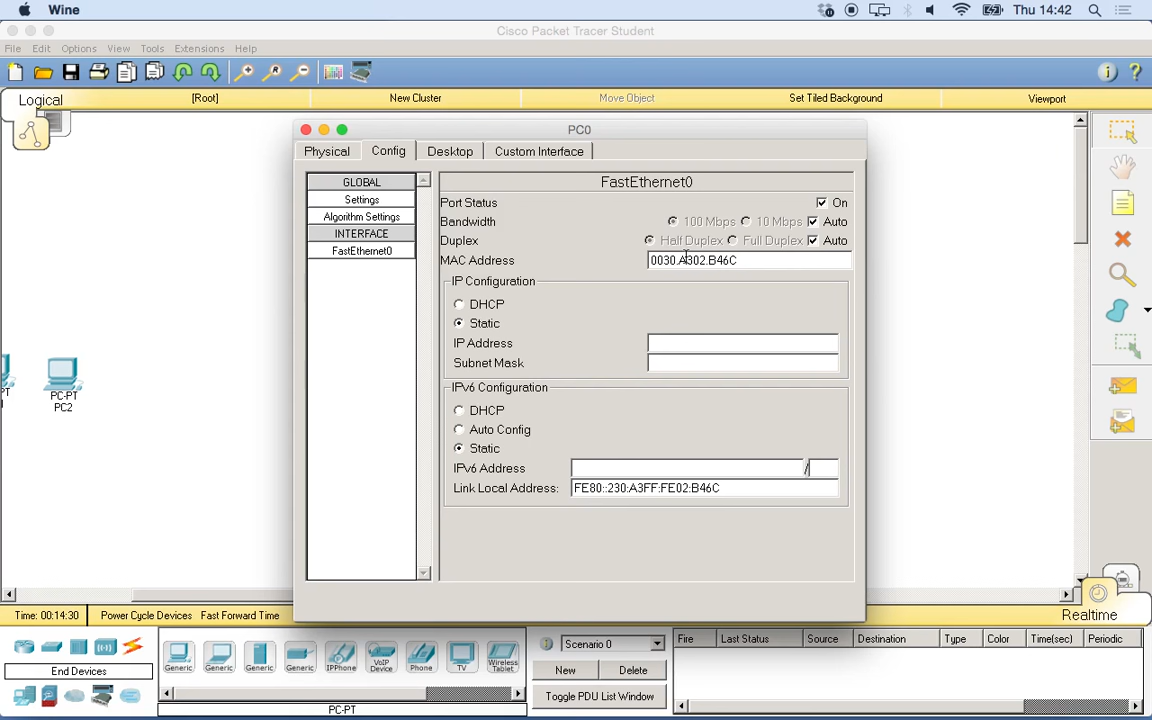 Wine
Thu 14:42
Cisco Packet Tracer Student
File Edit Options View Tools Extensions Help
Logical
[Root]
New Cluster
Move Object
Set Tiled Background
Viewport
PC0
Physical
Config
Desktop
Custom Interface
GLOBAL
Settings
Algorithm Settings
INTERFACE
FastEthernet0
FastEthernet0
Port Status
On
Bandwidth
100 Mbps
10 Mbps
Auto
Duplex
Half Duplex
Full Duplex
Auto
MAC Address
0030.A302.B46C
IP Configuration
DHCP
Static
IP Address
Subnet Mask
IPv6 Configuration
DHCP
Auto Config
Static
IPv6 Address
/
Link Local Address:
FE80::230:A3FF:FE02:B46C
PT
PC-PT
PC2
Time: 00:14:30
Power Cycle Devices
Fast Forward Time
Realtime
End Devices
Generic
Generic
Generic
Generic
IPPhone
VoIP
Device
Phone
TV
Wireless
Tablet
PC-PT
Scenario 0
New
Delete
Toggle PDU List Window
Fire
Last Status
Source
Destination
Type
Color
Time(sec)
Periodic